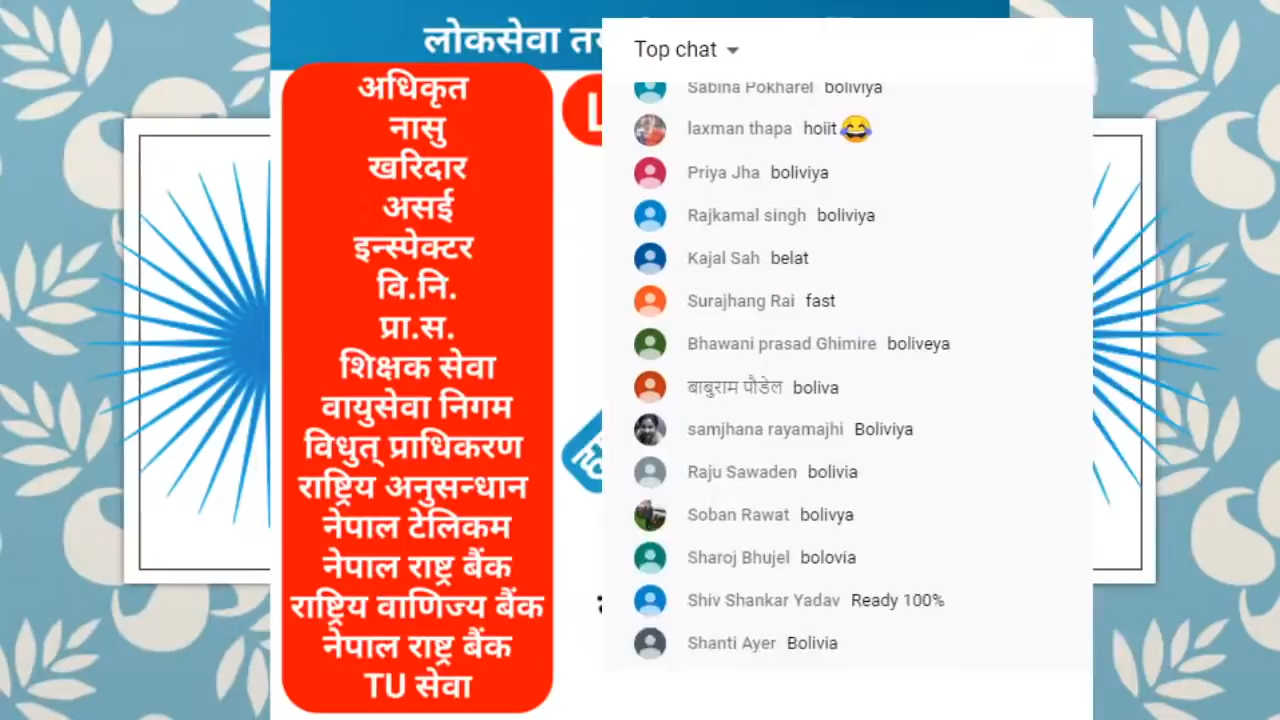 लोकसेवा
अधिकृत
नासु
खरिदार
असई
इन्स्पेक्टर
वि.नि.
प्रा.स.
शिक्षक सेवा
वायुसेवा निगम
विधुत् प्राधिकरण
राष्ट्रिय अनुसन्धान
नेपाल टेलिकम
नेपाल राष्ट्र बैंक
राष्ट्रिय वाणिज्य बैंक
नेपाल राष्ट्र बैंक
TU सेवा
Top chat
Sabina Pokharel boliviya
laxman thapa hoiit😂
Priya Jha boliviya
Rajkamal singh boliviya
Kajal Sah belat
Surajhang Rai fast
Bhawani prasad Ghimire boliveya
बाबुराम पौडेल boliva
samjhana rayamajhi Boliviya
Raju Sawaden bolivia
Soban Rawat bolivya
Sharoj Bhujel bolovia
Shiv Shankar Yadav Ready 100%
Shanti Ayer Bolivia